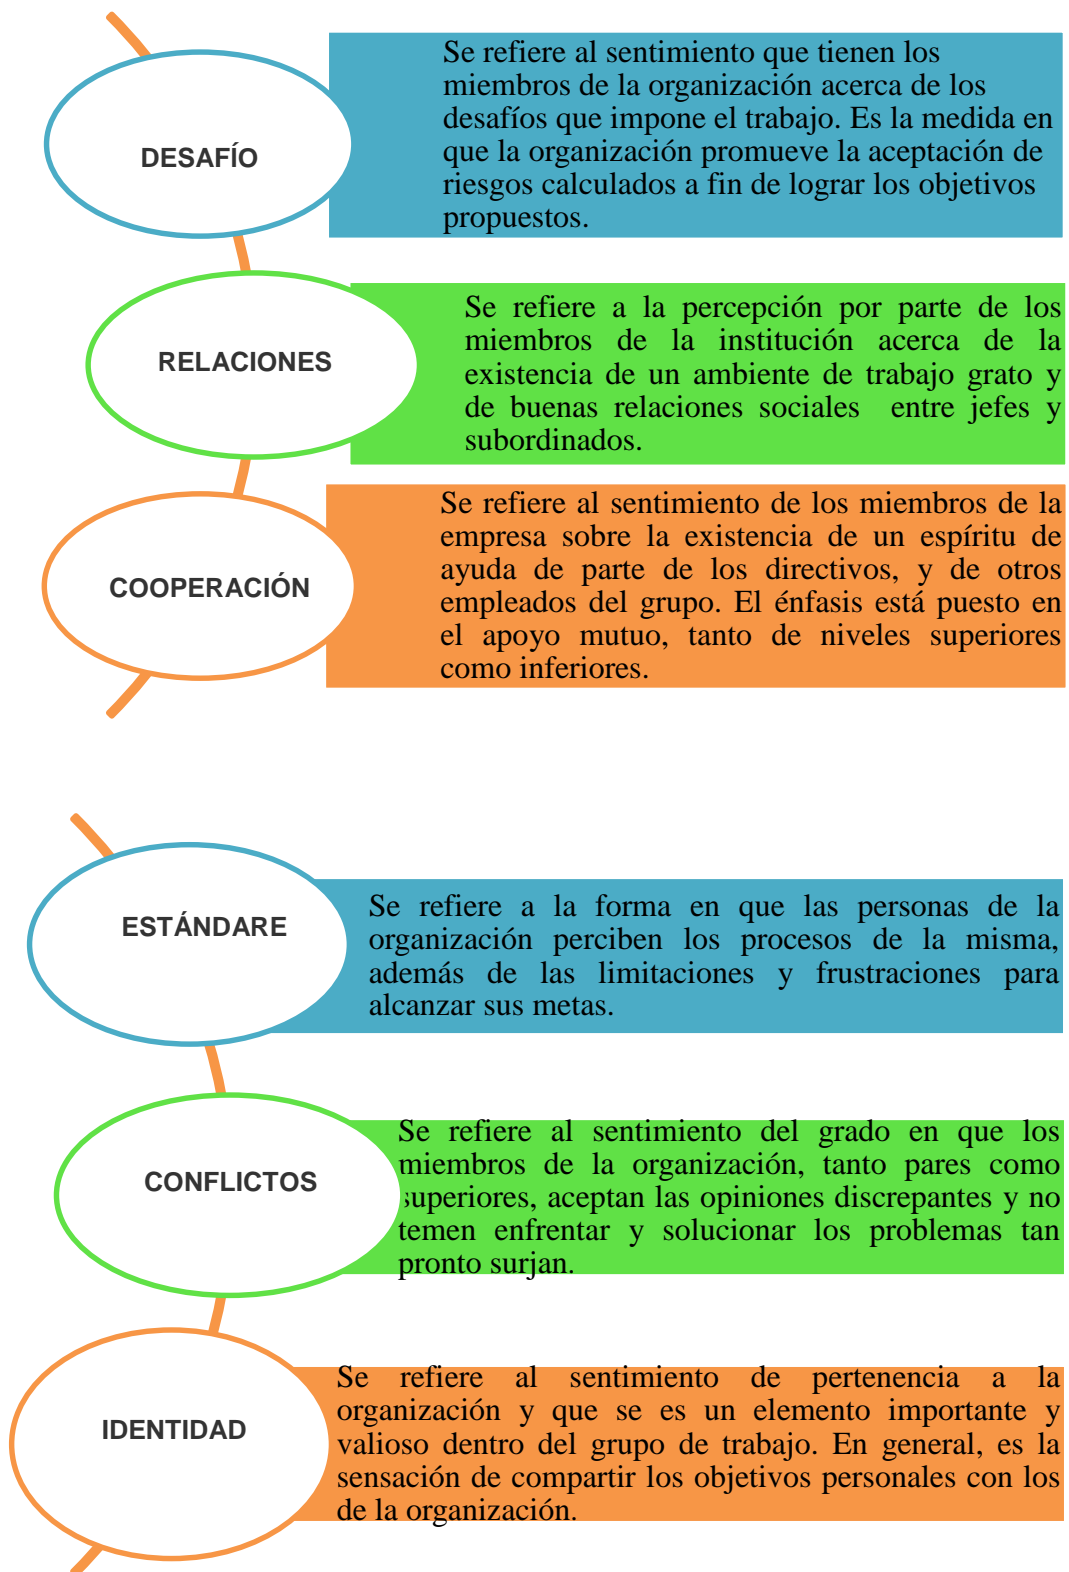 DESAFÍO
Se refiere al sentimiento que tienen los
miembros de la organización acerca de los
desafíos que impone el trabajo. Es la medida en
que la organización promueve la aceptación de
riesgos calculados a fin de lograr los objetivos
propuestos.
RELACIONES
Se refiere a la percepción por parte de los
miembros de la institución acerca de la
existencia de un ambiente de trabajo grato y
de buenas relaciones sociales entre jefes y
subordinados.
COOPERACIÓN
Se refiere al sentimiento de los miembros de la
empresa sobre la existencia de un espíritu de
ayuda de parte de los directivos, y de otros
empleados del grupo. El énfasis está puesto en
el apoyo mutuo, tanto de niveles superiores
como inferiores.
ESTÁNDARE
Se refiere a la forma en que las personas de la
organización perciben los procesos de la misma,
además de las limitaciones y frustraciones para
alcanzar sus metas.
CONFLICTOS
Se refiere al sentimiento del grado en que los
miembros de la organización, tanto pares como
superiores, aceptan las opiniones discrepantes y no
temen enfrentar y solucionar los problemas tan
pronto surjan.
IDENTIDAD
Se refiere al sentimiento de pertenencia a la
organización y que se es un elemento importante y
valioso dentro del grupo de trabajo. En general, es la
sensación de compartir los objetivos personales con los
de la organización.